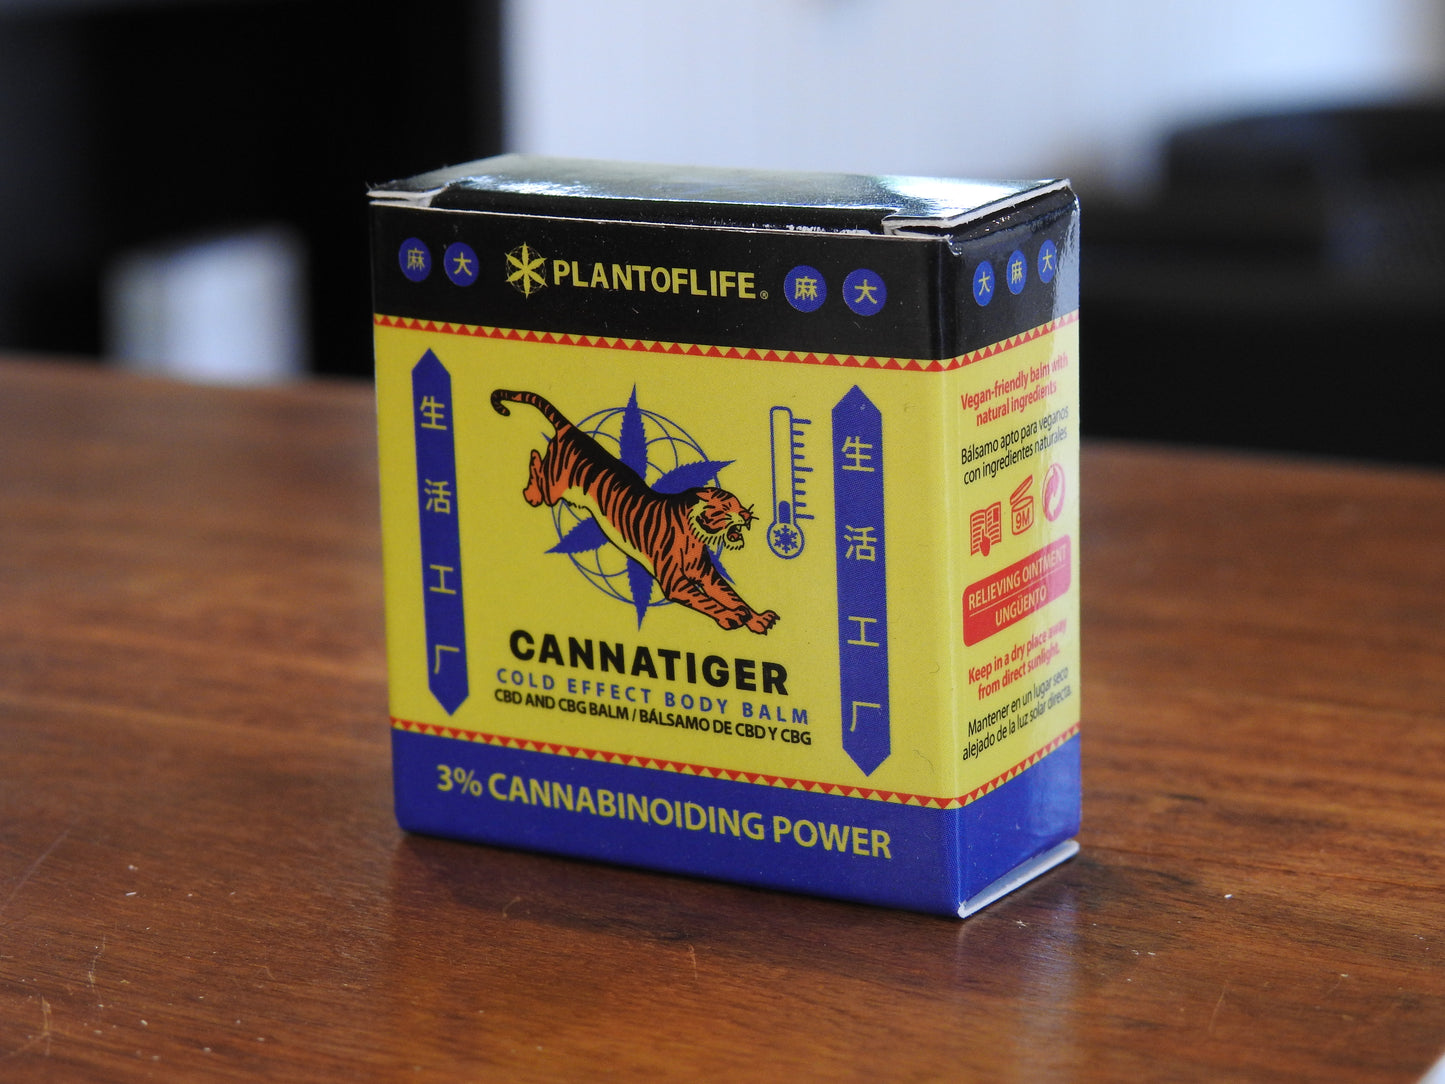 麻 大 PLANTOFLIFE® 麻 大
生活工厂
生活工厂
CANNATIGER
COLD EFFECT BODY BALM
CBD AND CBG BALM / BÁLSAMO DE CBD Y CBG
3% CANNABINOIDING POWER
大 麻 大
Vegan-friendly balm with
natural ingredients
Bálsamo apto para veganos
con ingredientes naturales
9M
RELIEVING OINTMENT
UNGÜENTO
Keep in a dry place away
from direct sunlight.
Mantener en un lugar seco
alejado de la luz solar directa.